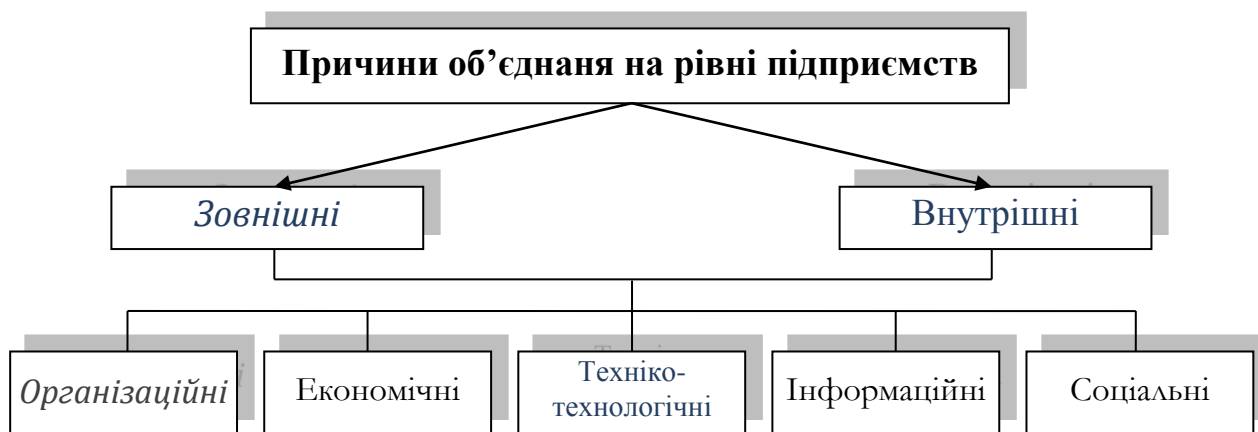 Причини об’єднаня на рівні підприємств
Зовнішні
Внутрішні
Організаційні
Економічні
Техніко-
технологічні
Інформаційні
Соціальні